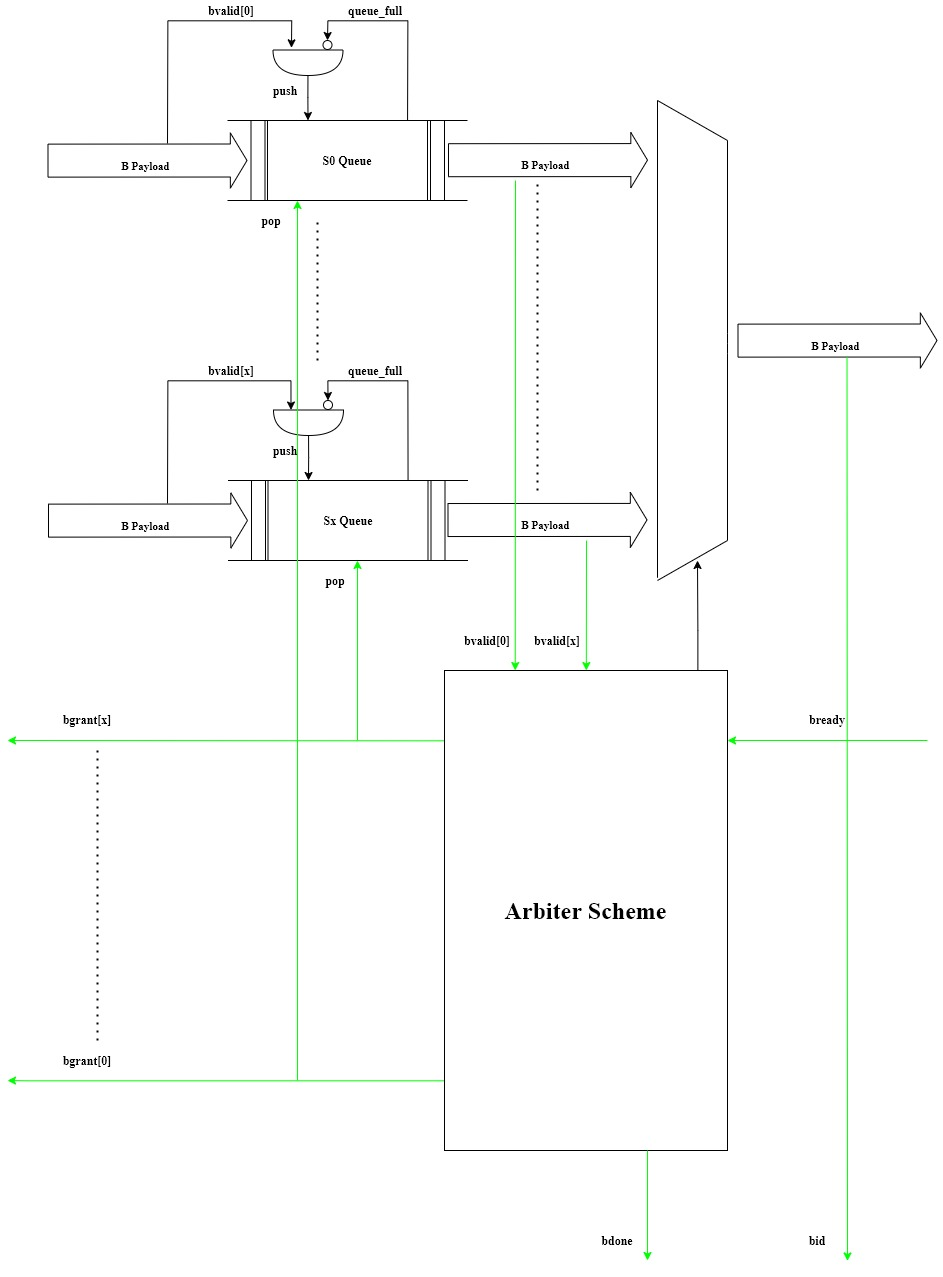 bvalid[0]
queue_full
push
B Payload
S0 Queue
B Payload
pop
B Payload
bvalid[x]
queue_full
push
B Payload
Sx Queue
B Payload
pop
bvalid[0]
bvalid[x]
bgrant[x]
bready
Arbiter Scheme
bgrant[0]
bdone
bid